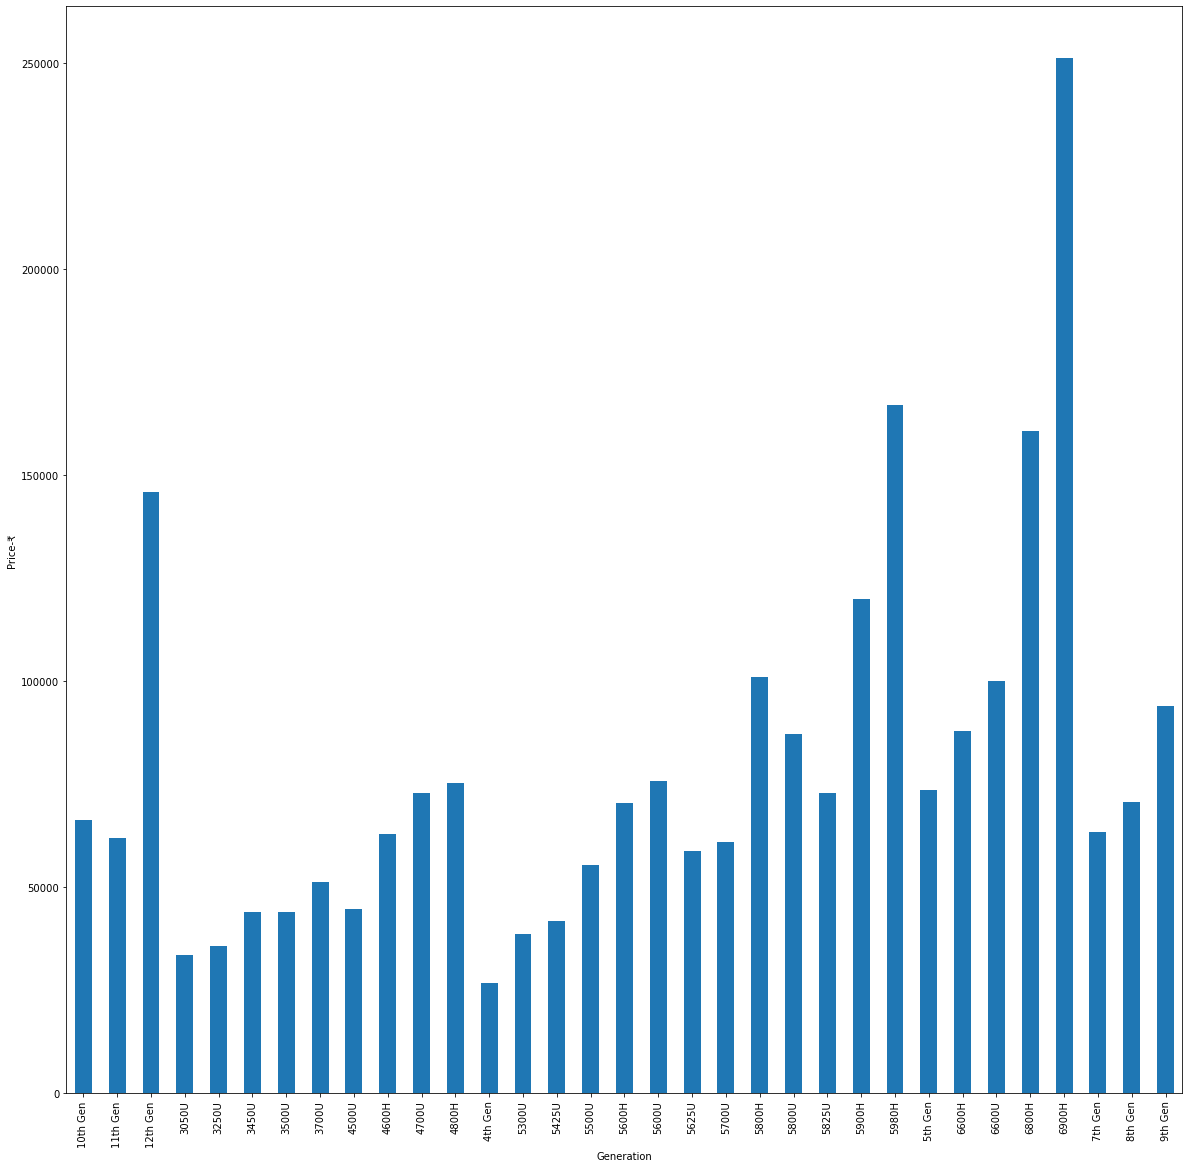 250000
200000
150000
100000
50000
0
Price-₹
10th Gen
11th Gen
12th Gen
3050U
3250U
3450U
3500U
3700U
4500U
4600H
4700U
4800H
4th Gen
5300U
5425U
5500U
5600H
5600U
5625U
5700U
5800H
5800U
5825U
5900H
5980H
5th Gen
6600H
6600U
6800H
6900H
7th Gen
8th Gen
9th Gen
Generation